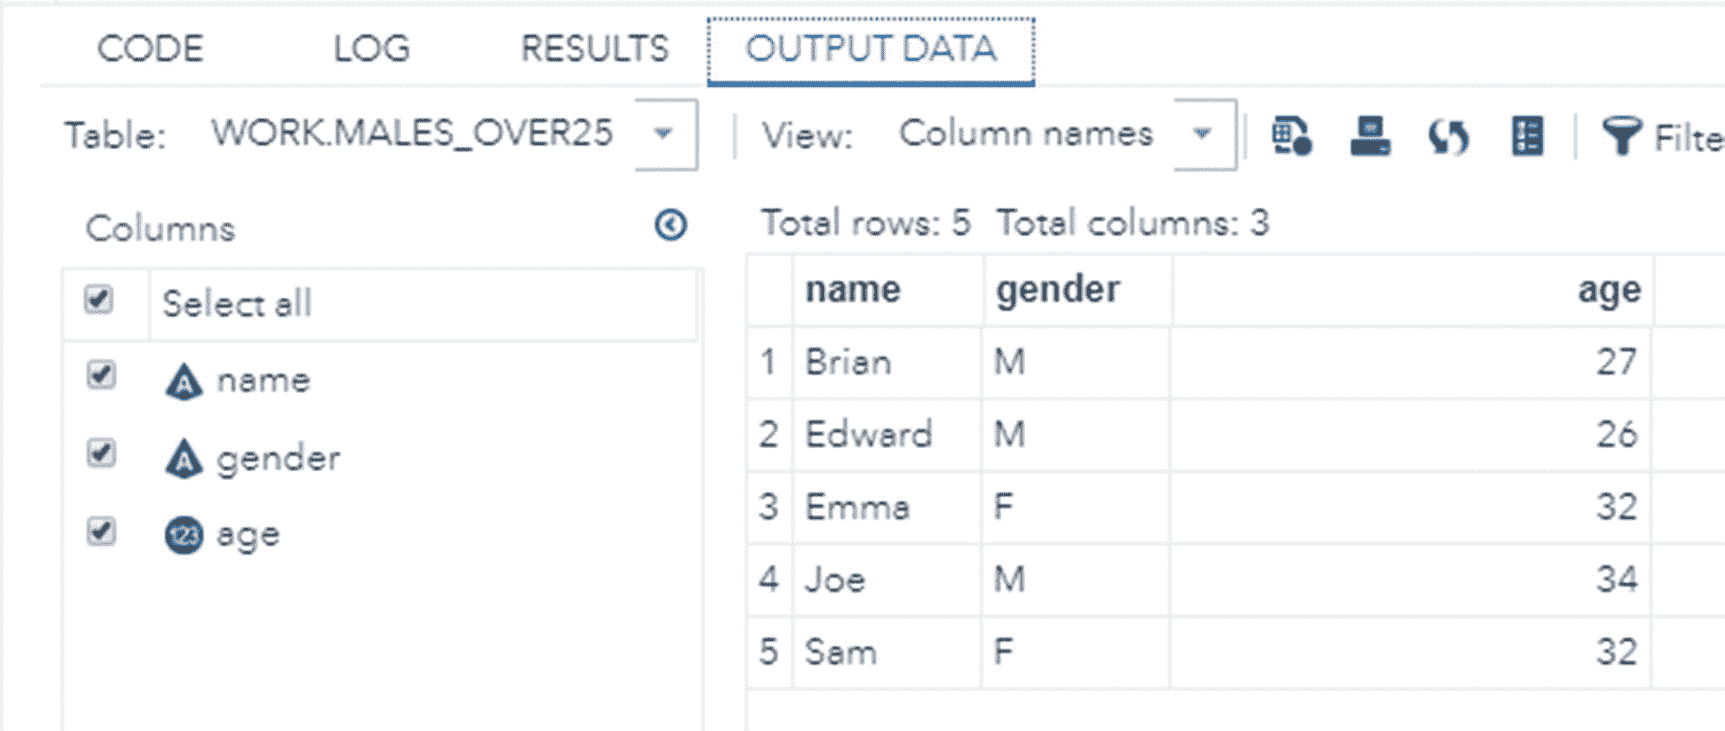 CODE LOG RESULTS OUTPUT DATA
Table: WORK.MALES_OVER25 View: Column names Filte
Columns Total rows: 5 Total columns: 3
Select all
name
gender
age
name gender age
1 Brian M 27
2 Edward M 26
3 Emma F 32
4 Joe M 34
5 Sam F 32